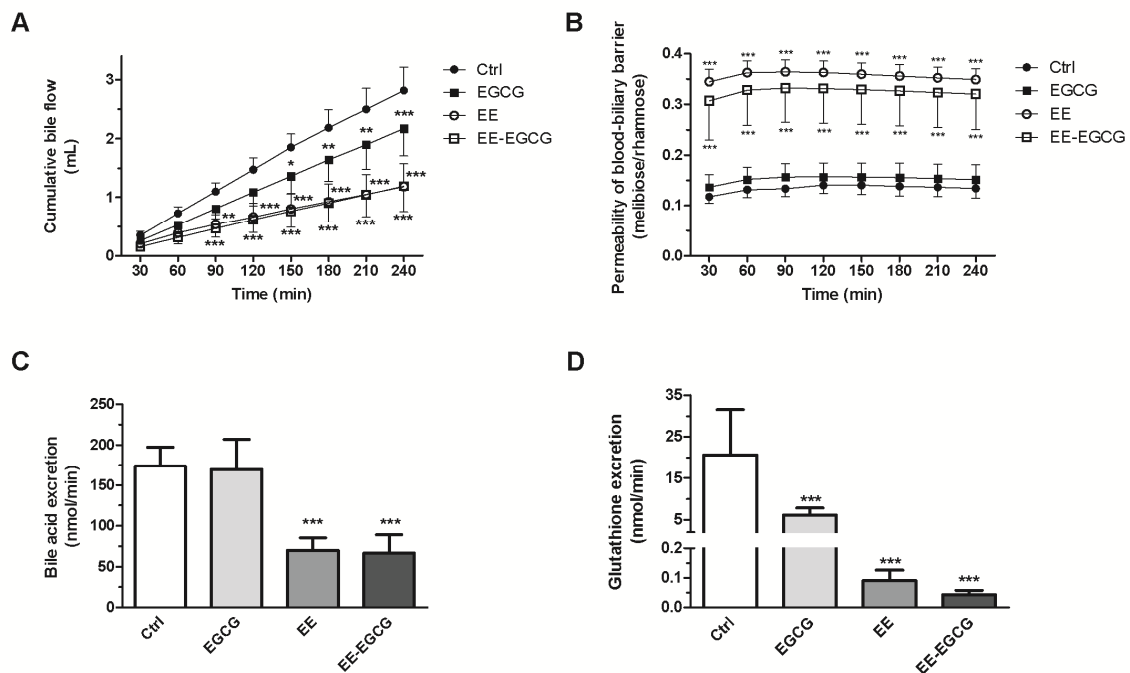 A
Cumulative bile flow
(mL)
3
2
1
0
30 60 90 120 150 180 210 240
Time (min)
Ctrl
EGCG
EE
EE-EGCG
* ** ** ***
** *** *** *** *** ***
*** *** *** *** *** ***
B
Permeability of blood-biliary barrier
(melibiose/rhamnose)
0.4
0.3
0.2
0.1
0.0
*** *** *** *** *** *** *** ***
*** *** *** *** *** *** *** ***
30 60 90 120 150 180 210 240
Time (min)
Ctrl
EGCG
EE
EE-EGCG
C
Bile acid excretion
(nmol/min)
250
200
150
100
50
0
*** ***
Ctrl
EGCG
EE
EE-EGCG
D
Glutathione excretion
(nmol/min)
35
25
15
5
0.2
0.1
0.0
***
***
***
Ctrl
EGCG
EE
EE-EGCG